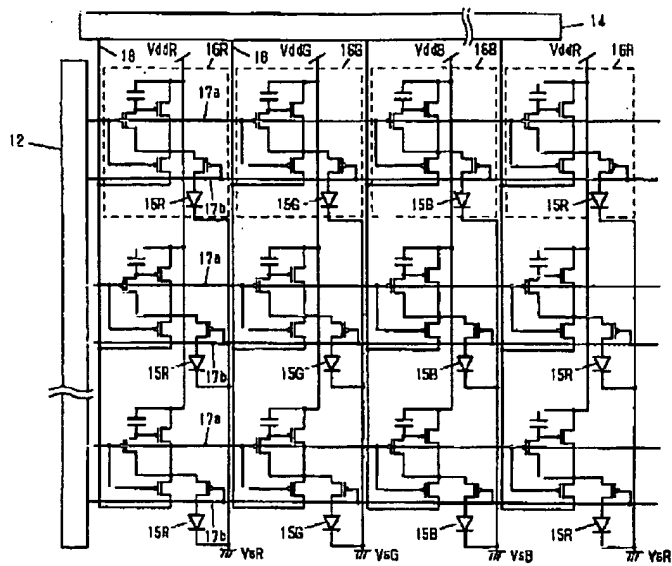 14
18 VddR 16R 18 VddG 16G VddB 16B VddR 16R
17a
12
17b
15R 15G 15B 15R
17a
15R 17b 15G 15B 15R
17a
15R 17b 15G 15B 15R
VsR VsG VsB VsR